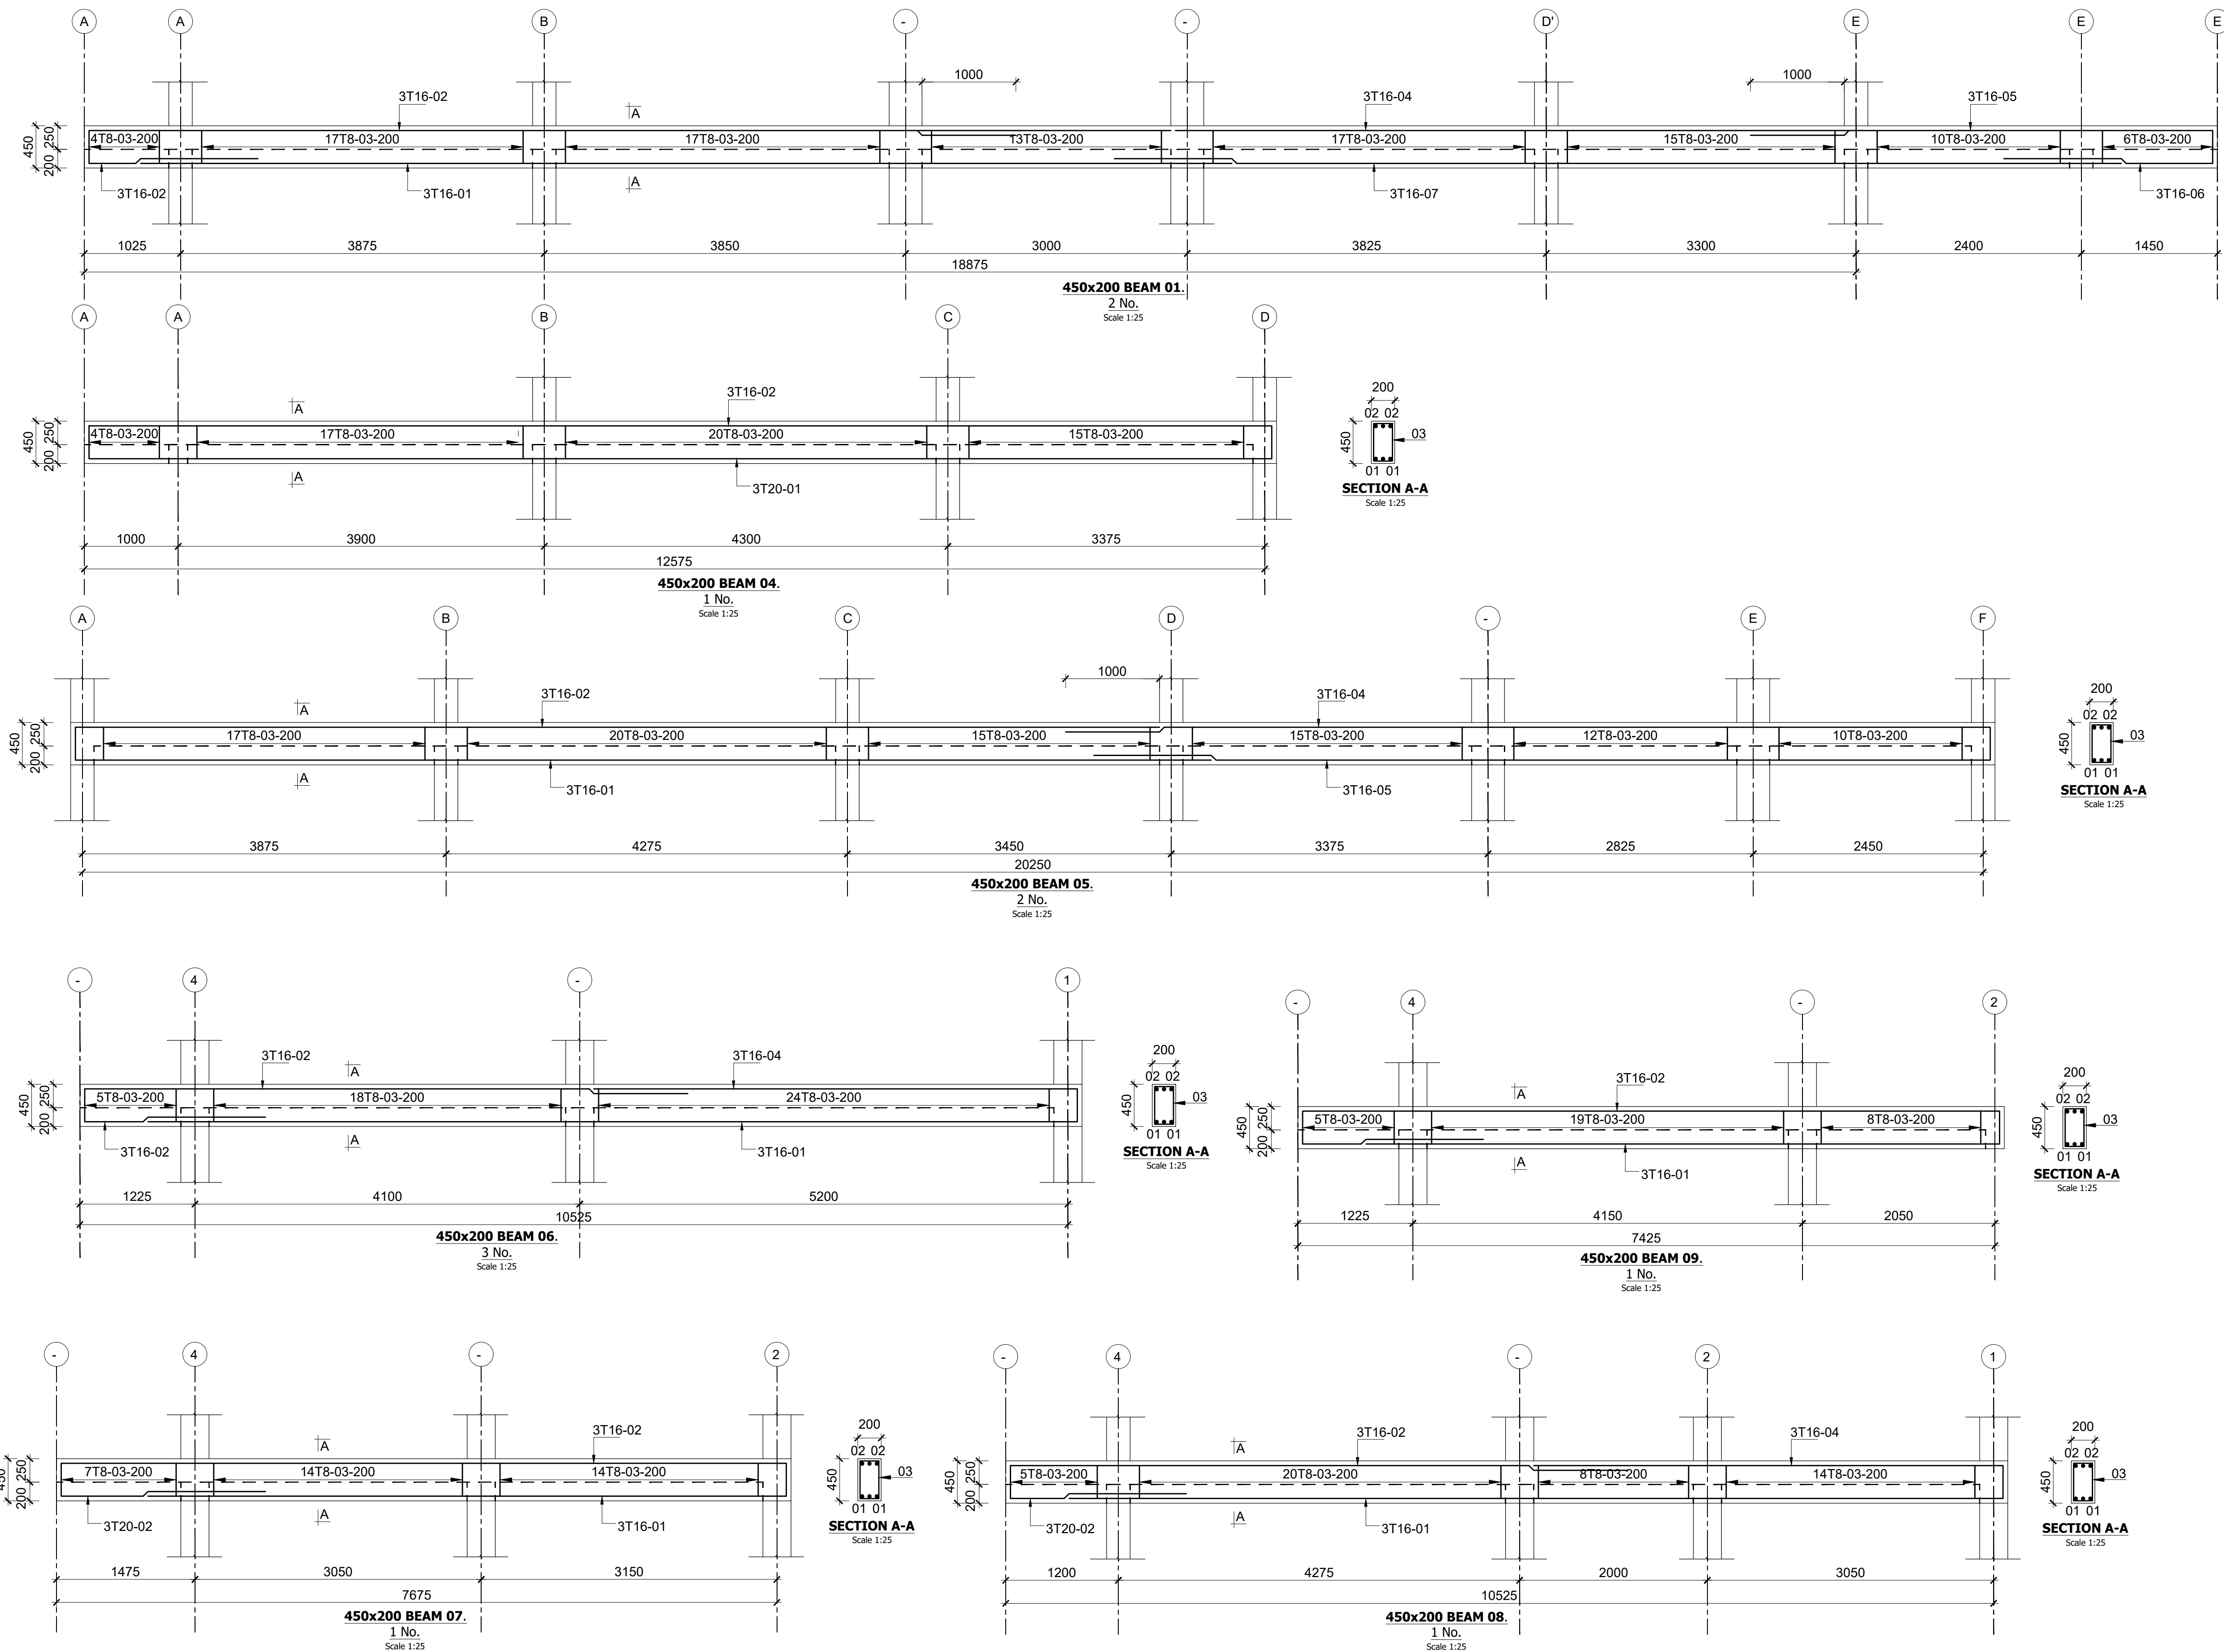 A A B - - D' E E E
1000 1000
3T16-02 3T16-04 3T16-05
A
450 250 200
4T8-03-200 17T8-03-200 17T8-03-200 13T8-03-200 17T8-03-200 15T8-03-200 10T8-03-200 6T8-03-200
A
3T16-02 3T16-01 3T16-07 3T16-06
1025 3875 3850 3000 3825 3300 2400 1450
18875
450x200 BEAM 01.
2 No.
Scale 1:25
A A B C D
3T16-02
A
450 250 200
4T8-03-200 17T8-03-200 20T8-03-200 15T8-03-200
A
3T20-01
1000 3900 4300 3375
12575
450x200 BEAM 04.
1 No.
Scale 1:25
200
02 02
450
03
01 01
SECTION A-A
Scale 1:25
A B C D - E F
1000
3T16-02 3T16-04
A
450 250 200
17T8-03-200 20T8-03-200 15T8-03-200 15T8-03-200 12T8-03-200 10T8-03-200
A
3T16-01 3T16-05
3875 4275 3450 3375 2825 2450
20250
450x200 BEAM 05.
2 No.
Scale 1:25
200
02 02
450
03
01 01
SECTION A-A
Scale 1:25
- 4 - 1
3T16-02 3T16-04
A
450 250 200
5T8-03-200 18T8-03-200 24T8-03-200
A
3T16-02 3T16-01
1225 4100 5200
10525
450x200 BEAM 06.
3 No.
Scale 1:25
200
02 02
450
03
01 01
SECTION A-A
Scale 1:25
- 4 - 2
3T16-02
A
450 250 200
5T8-03-200 19T8-03-200 8T8-03-200
A
3T16-01
1225 4150 2050
7425
450x200 BEAM 09.
1 No.
Scale 1:25
200
02 02
450
03
01 01
SECTION A-A
Scale 1:25
- 4 - 2
3T16-02
A
450 250 200
7T8-03-200 14T8-03-200 14T8-03-200
A
3T20-02 3T16-01
1475 3050 3150
7675
450x200 BEAM 07.
1 No.
Scale 1:25
200
02 02
450
03
01 01
SECTION A-A
Scale 1:25
- 4 - 2 1
3T16-02 3T16-04
A
450 250 200
5T8-03-200 20T8-03-200 8T8-03-200 14T8-03-200
A
3T20-02 3T16-01
1200 4275 2000 3050
10525
450x200 BEAM 08.
1 No.
Scale 1:25
200
02 02
450
03
01 01
SECTION A-A
Scale 1:25